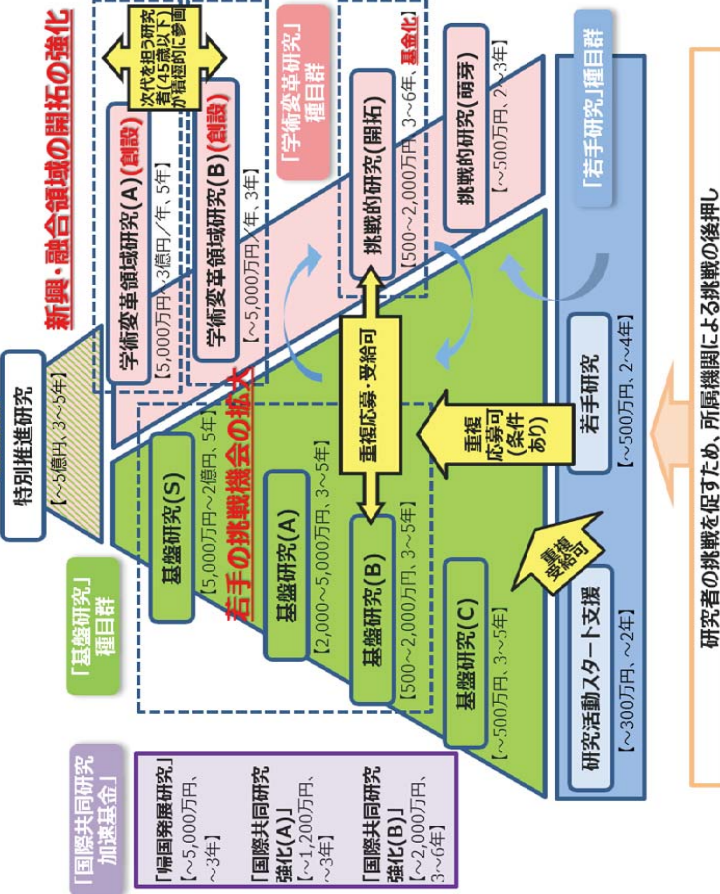 新興・融合領域の開拓の強化
若手の挑戦機会の拡大
特別推進研究
【~5億円、3~5年】
「国際共同研究
加速基金」
「帰国発展研究」
【~5,000万円、
~3年】
「国際共同研究
強化(A)」
【~1,200万円、
~3年】
「国際共同研究
強化(B)」
【~2,000万円、
3~6年】
「基盤研究」
種目群
基盤研究(S)
【5,000万円~2億円、5年】
基盤研究(A)
【2,000~5,000万円、3~5年】
基盤研究(B)
【500~2,000万円、3~5年】
基盤研究(C)
【~500万円、3~5年】
学術変革領域研究(A)(創設)
【5,000万円~3億円/年、5年】
学術変革領域研究(B)(創設)
【~5,000万円/年、3年】
次代を担う研究
者(45歳以下)
が積極的に参画
「学術変革研究」
種目群
挑戦的研究(開拓)
【500~2,000万円、3~6年、基金化】
挑戦的研究(萌芽)
【~500万円、2~3年】
重複応募・受給可
重複
応募可
(条件
あり)
重複
受給可
研究活動スタート支援
【~300万円、~2年】
若手研究
【~500万円、2~4年】
「若手研究」種目群
研究者の挑戦を促すため、所属機関による挑戦の後押し